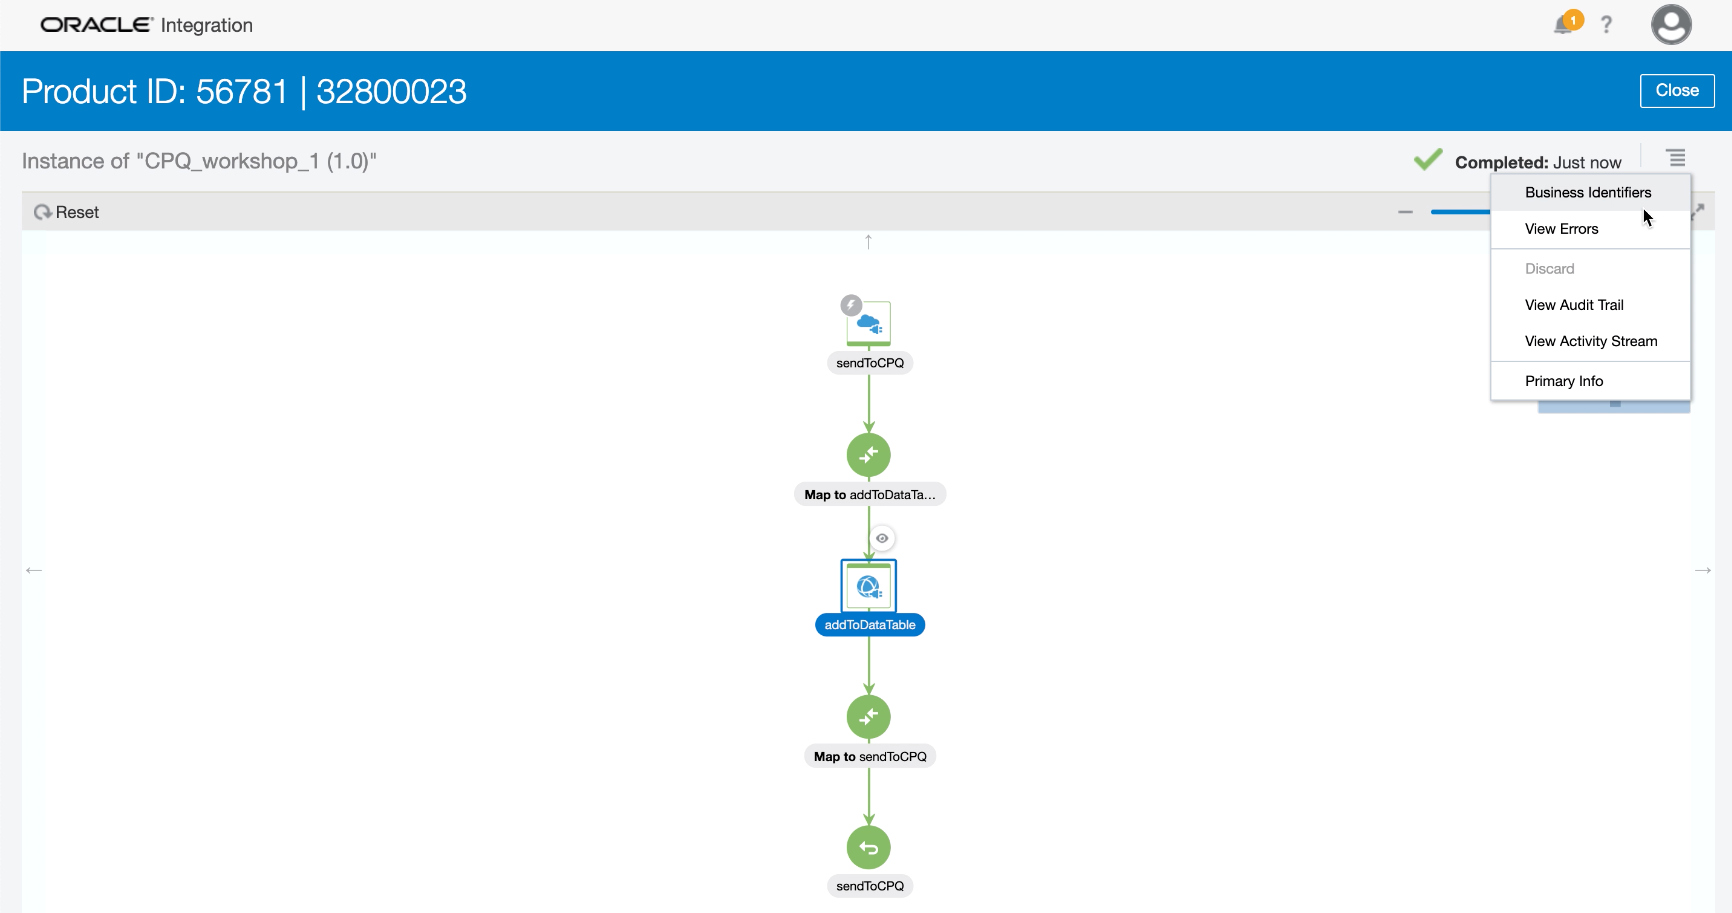 ORACLE Integration
1
?
Product ID: 56781 | 32800023
Close
Instance of "CPQ_workshop_1 (1.0)"
Completed: Just now
Reset
Business Identifiers
View Errors
Discard
View Audit Trail
View Activity Stream
Primary Info
sendToCPQ
Map to addToDataTa...
addToDataTable
Map to sendToCPQ
sendToCPQ